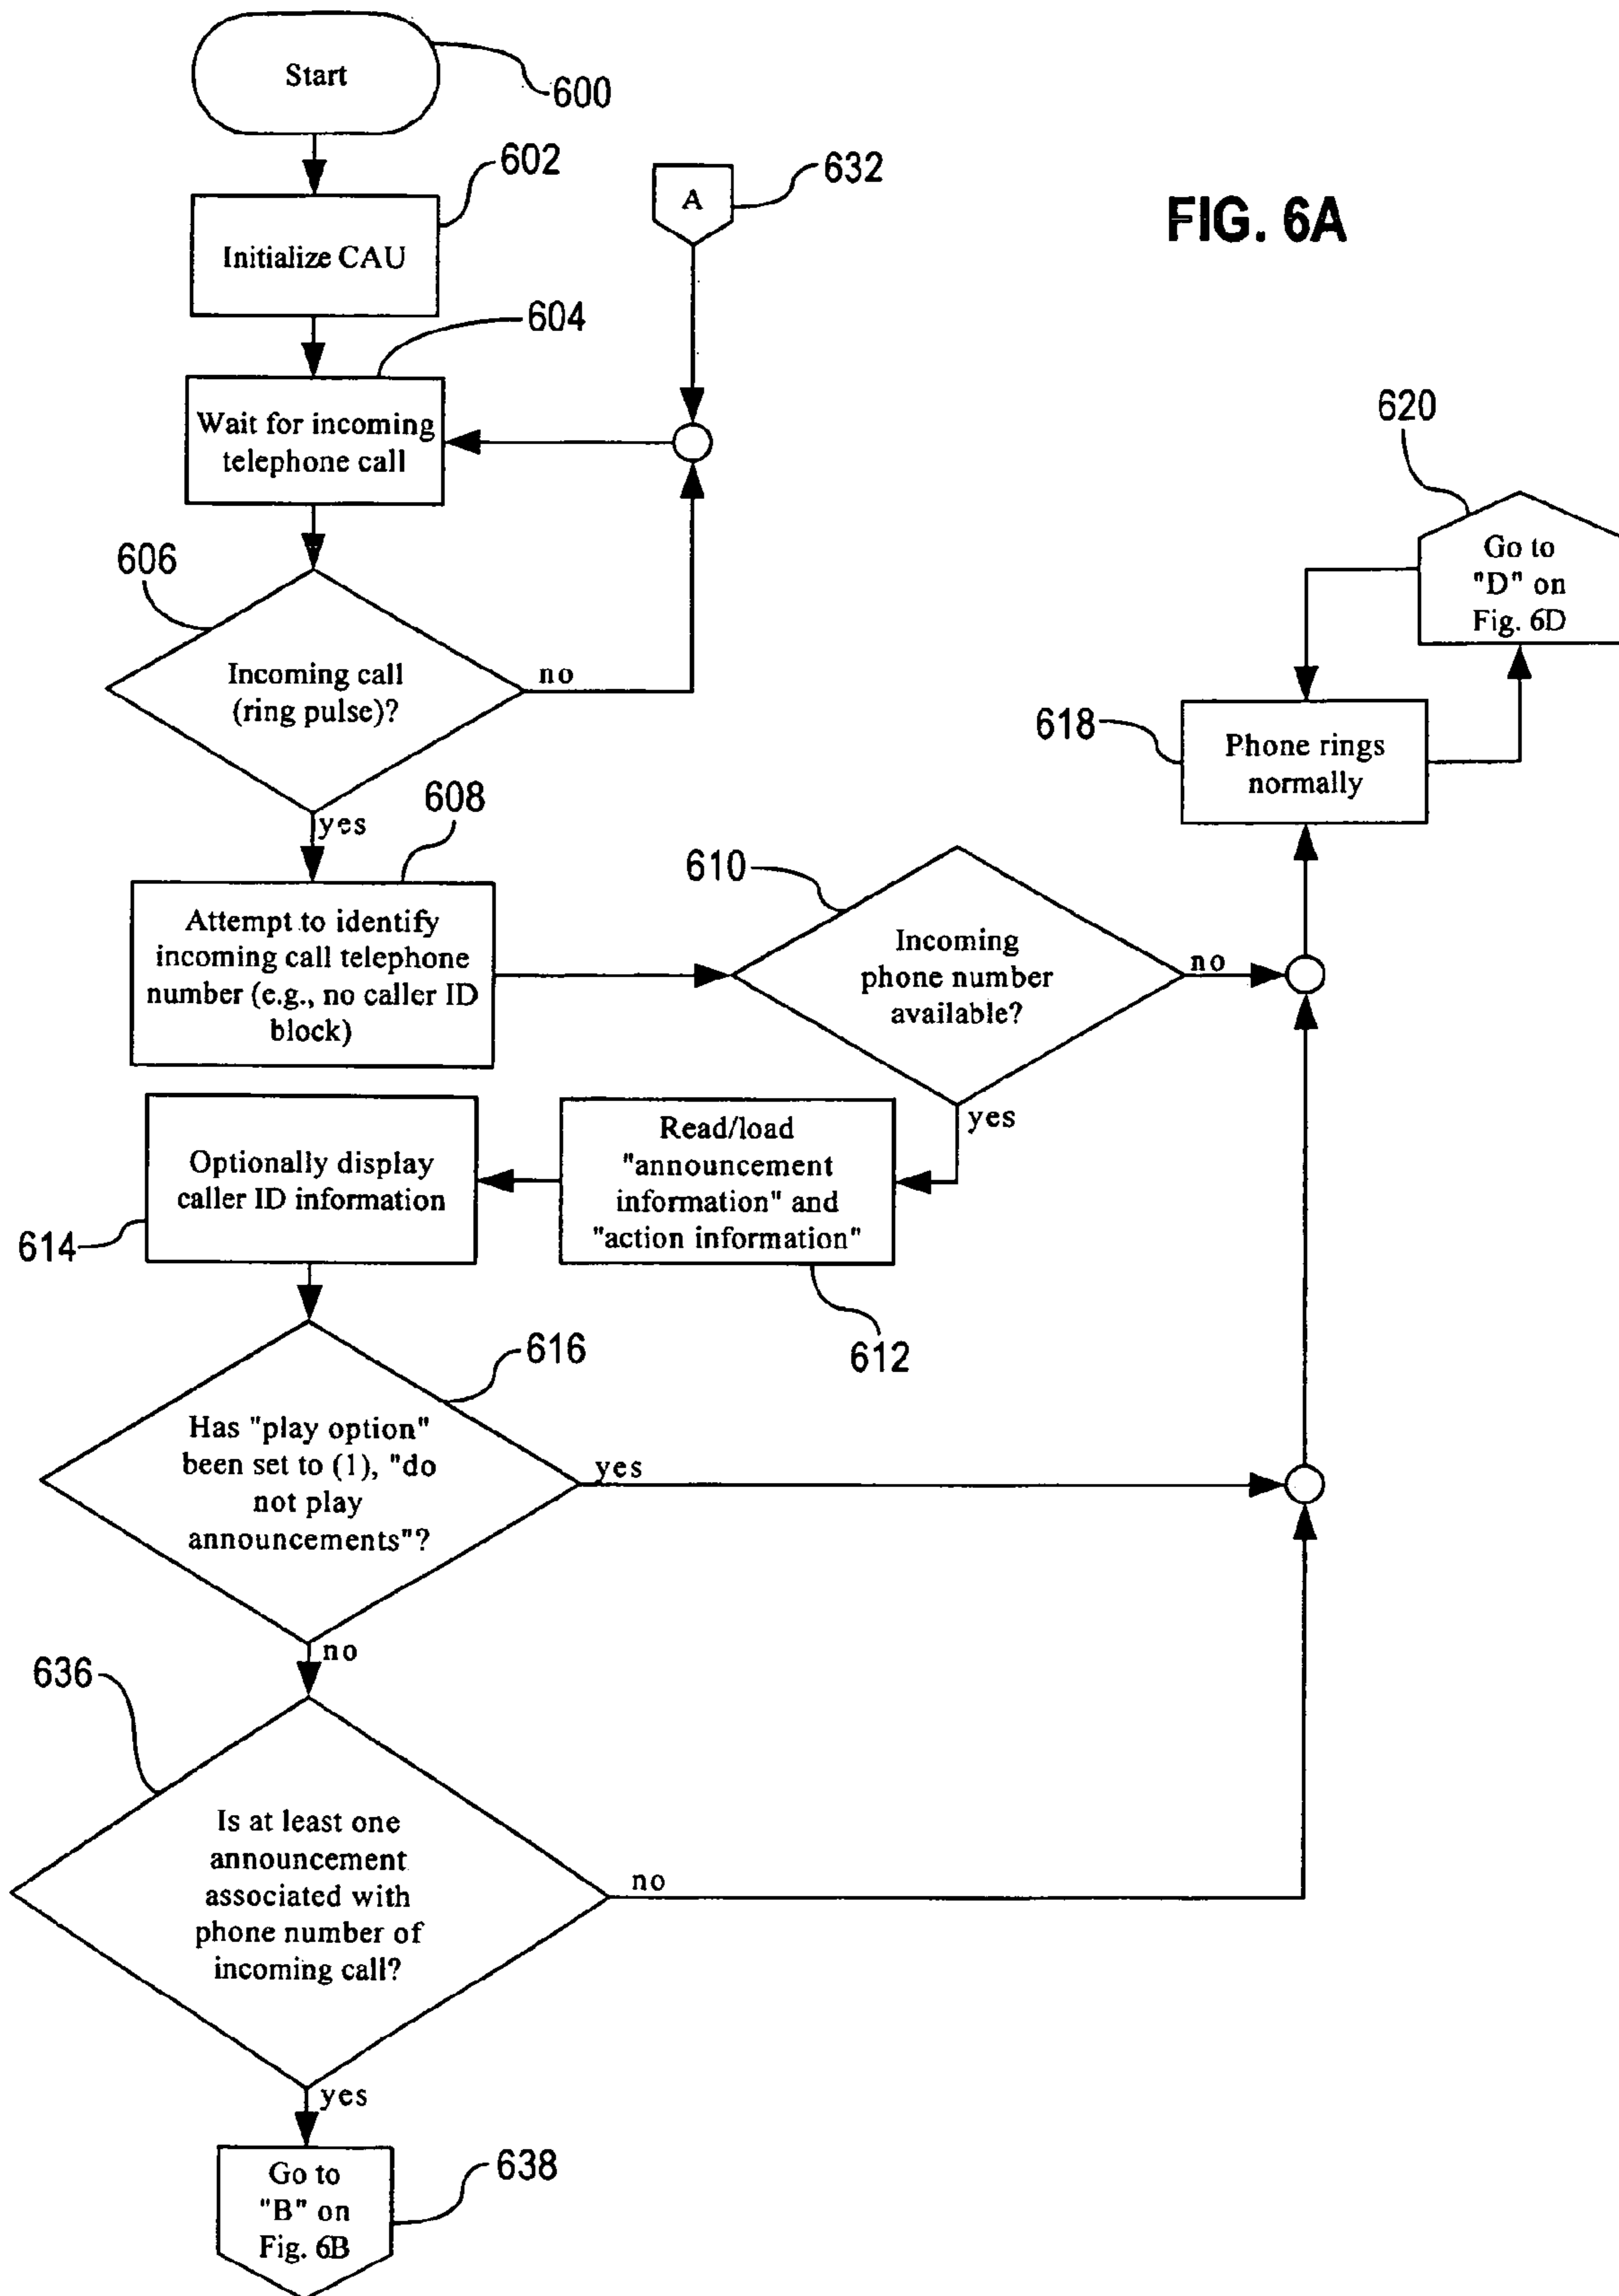 Start
600
602
632
A
FIG. 6A
Initialize CAU
604
Wait for incoming
telephone call
620
Go to
"D" on
Fig. 6D
606
Incoming call
(ring pulse)?
no
618
Phone rings
normally
yes
608
610
Attempt to identify
incoming call telephone
number (e.g., no caller ID
block)
Incoming
phone number
available?
no
yes
Optionally display
caller ID information
Read/load
"announcement
information" and
"action information"
614
612
616
Has "play option"
been set to (1), "do
not play
announcements"?
yes
no
636
Is at least one
announcement
associated with
phone number of
incoming call?
no
yes
638
Go to
"B" on
Fig. 6B